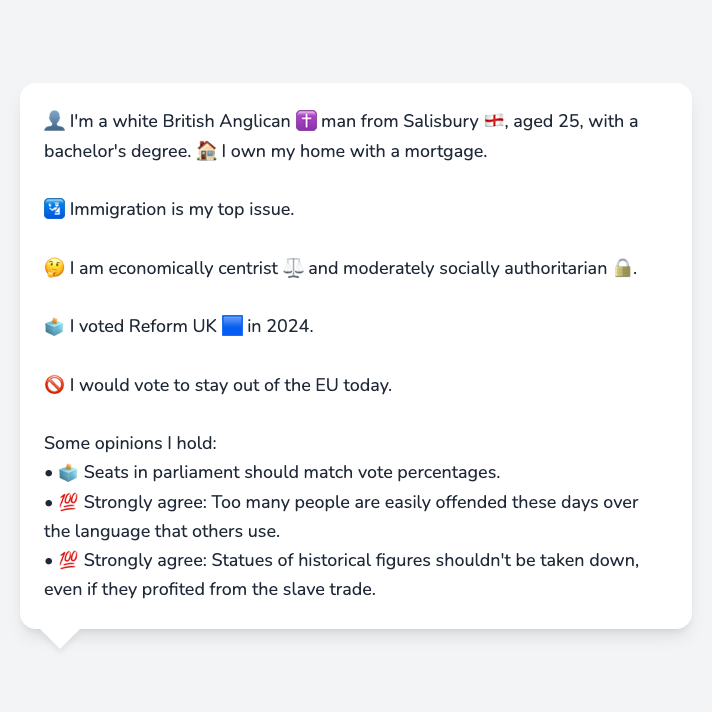 👤 I'm a white British Anglican ✝️ man from Salisbury 🏴󠁧󠁢󠁥󠁮󠁧󠁿, aged 25, with a
bachelor's degree. 🏠 I own my home with a mortgage.
🛂 Immigration is my top issue.
🤔 I am economically centrist ⚖️ and moderately socially authoritarian 🔒.
🗳️ I voted Reform UK 🟦 in 2024.
🚫 I would vote to stay out of the EU today.
Some opinions I hold:
• 🗳️ Seats in parliament should match vote percentages.
• 💯 Strongly agree: Too many people are easily offended these days over
the language that others use.
• 💯 Strongly agree: Statues of historical figures shouldn't be taken down,
even if they profited from the slave trade.